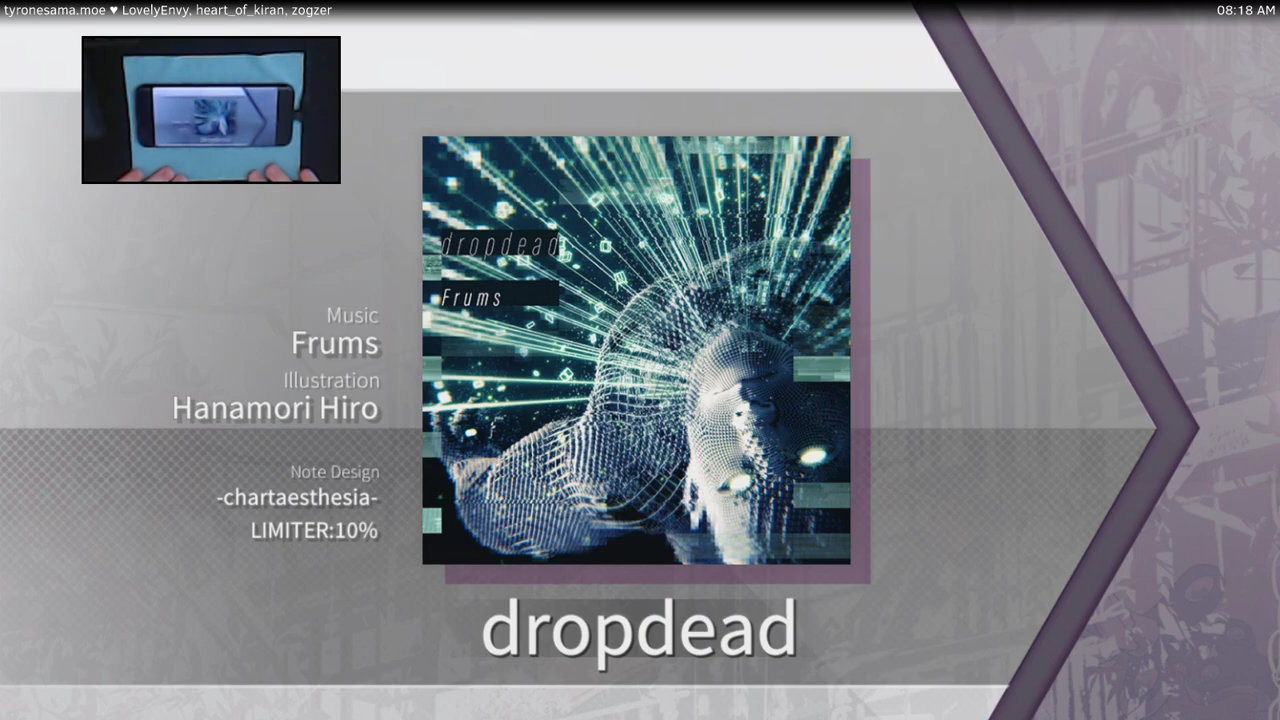 tyronesama.moe ♥ LovelyEnvy, heart_of_kiran, zogzer
08:18 AM
dropdead
Frums
Music
Frums
Illustration
Hanamori Hiro
Note Design
-chartaesthesia-
LIMITER:10%
dropdead